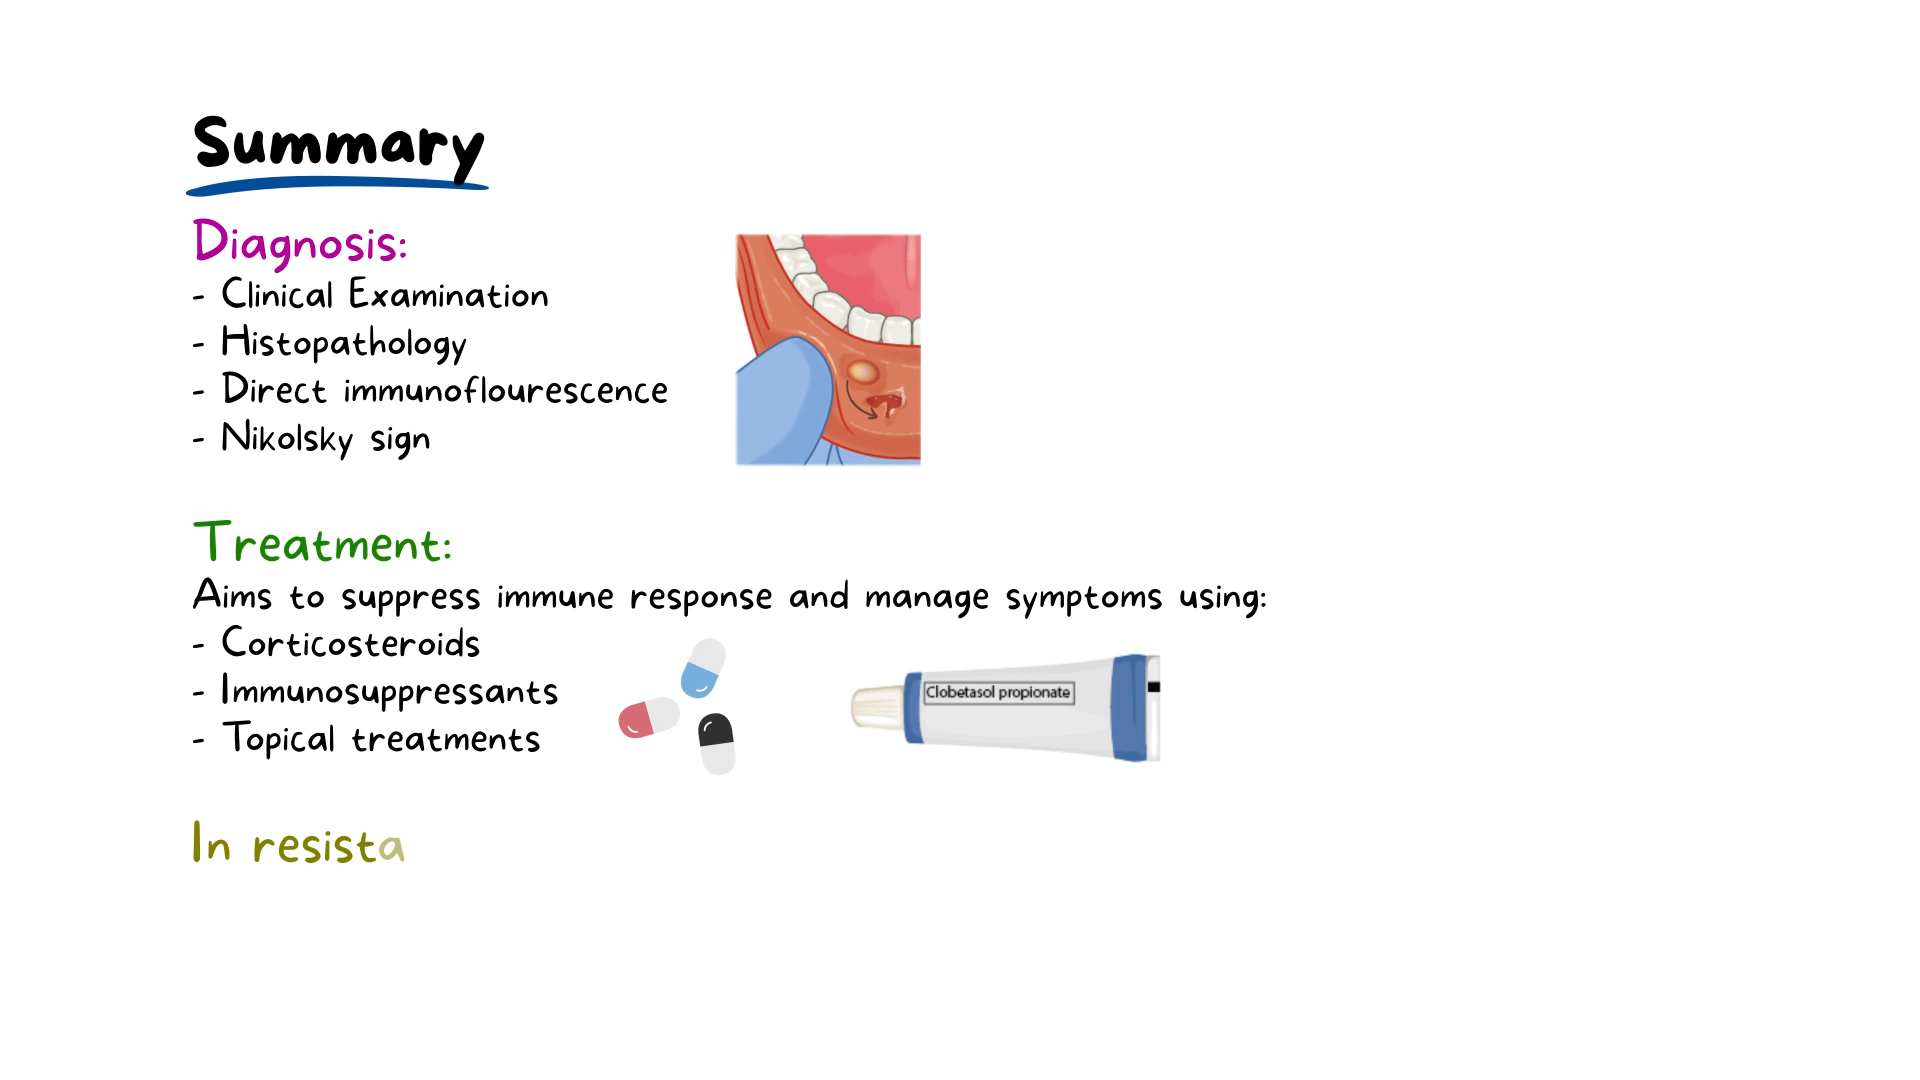 Summary
Diagnosis:
- Clinical Examination
- Histopathology
- Direct immunoflourescence
- Nikolsky sign
Treatment:
Aims to suppress immune response and manage symptoms using:
- Corticosteroids
- Immunosuppressants
- Topical treatments
Clobetasol propionate
In resista